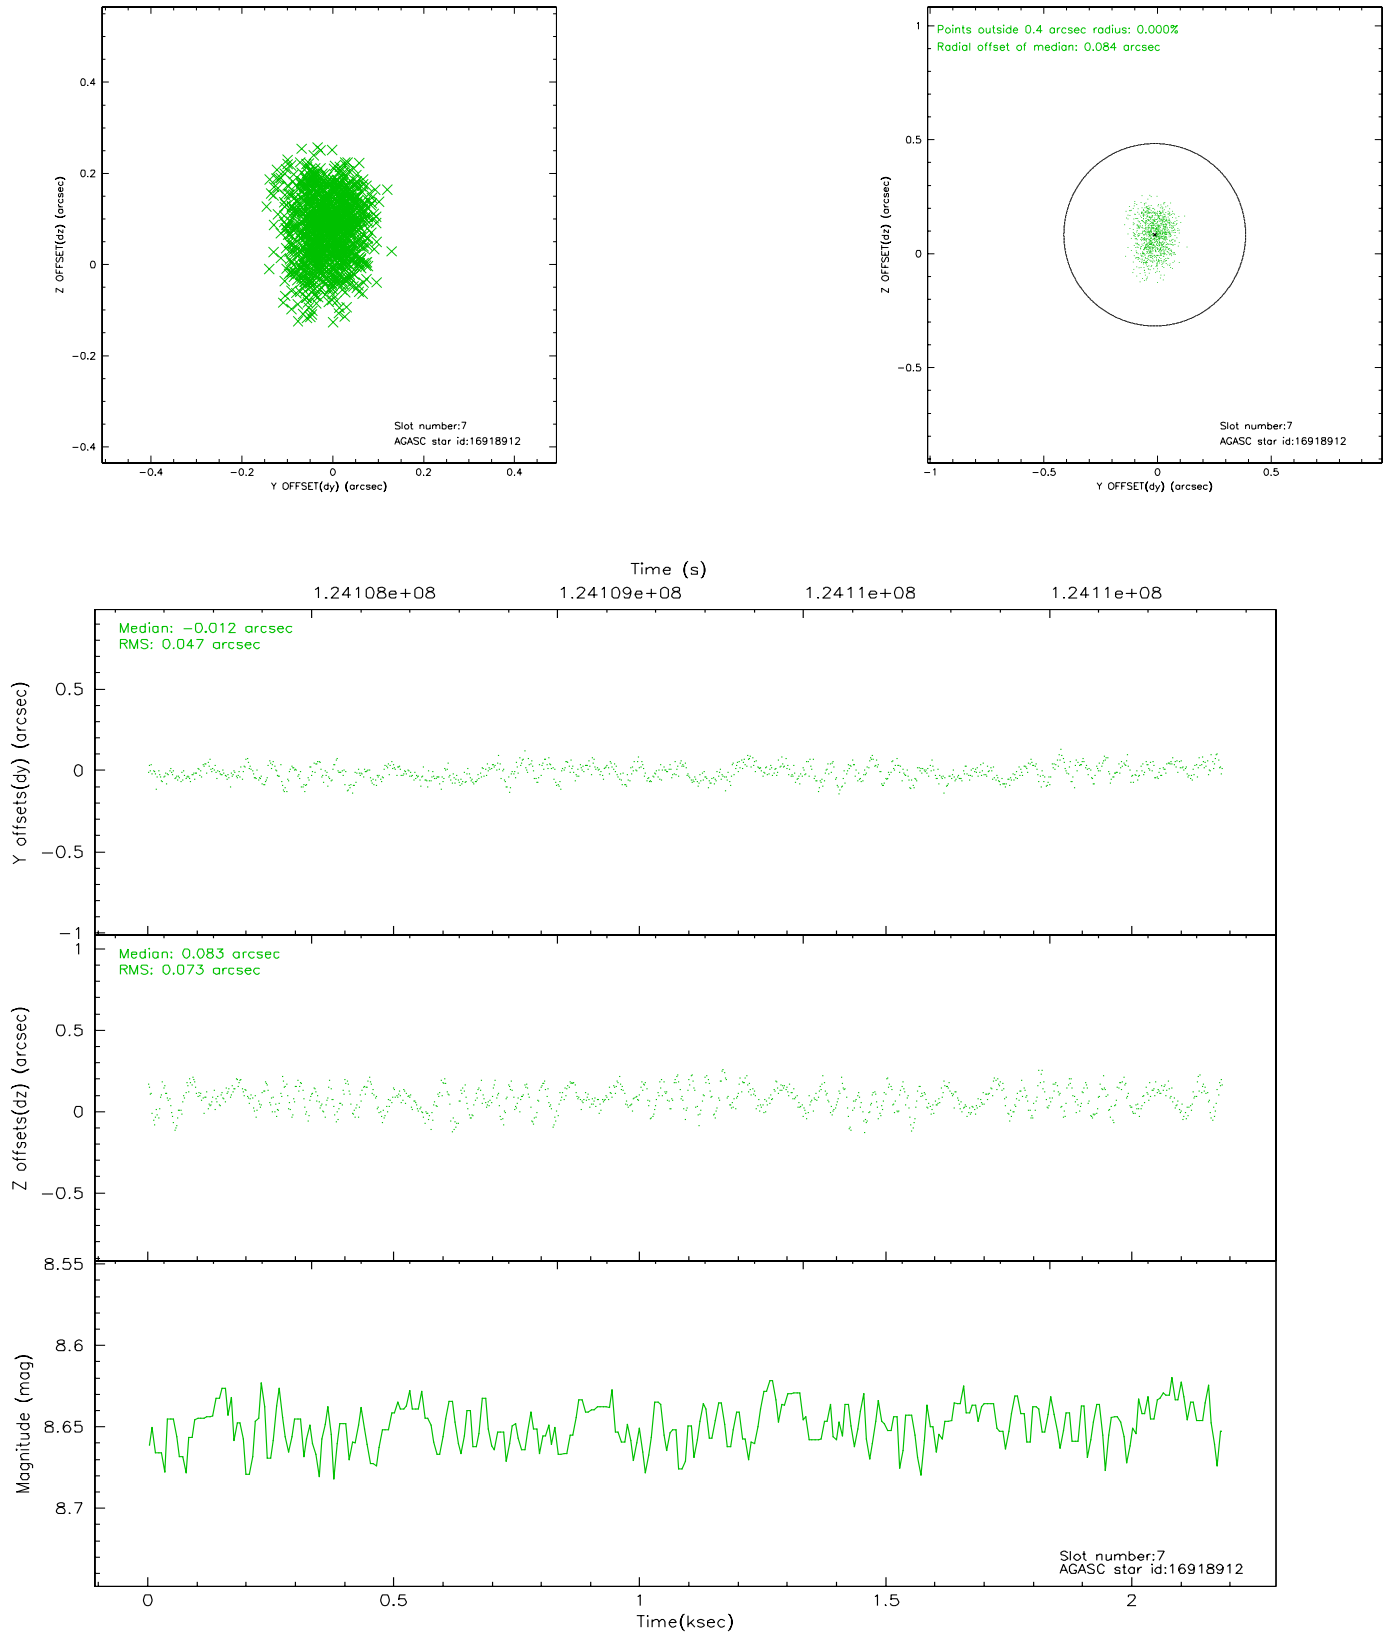 0.4
0.2
0
−0.2
−0.4
Z OFFSET(dz) (arcsec)
−0.4 −0.2 0 0.2 0.4
Y OFFSET(dy) (arcsec)
Slot number:7
AGASC star id:16918912
Points outside 0.4 arcsec radius: 0.000%
Radial offset of median: 0.084 arcsec
1
0.5
0
−0.5
Z OFFSET(dz) (arcsec)
−1 −0.5 0 0.5
Y OFFSET(dy) (arcsec)
Slot number:7
AGASC star id:16918912
Time (s)
1.24108e+08 1.24109e+08 1.2411e+08 1.2411e+08
Median: −0.012 arcsec
RMS: 0.047 arcsec
0.5
0
−0.5
−1
Y offsets(dy) (arcsec)
Median: 0.083 arcsec
RMS: 0.073 arcsec
1
0.5
0
−0.5
Z offsets(dz) (arcsec)
8.55
8.6
8.65
8.7
Magnitude (mag)
Slot number:7
AGASC star id:16918912
0 0.5 1 1.5 2
Time(ksec)